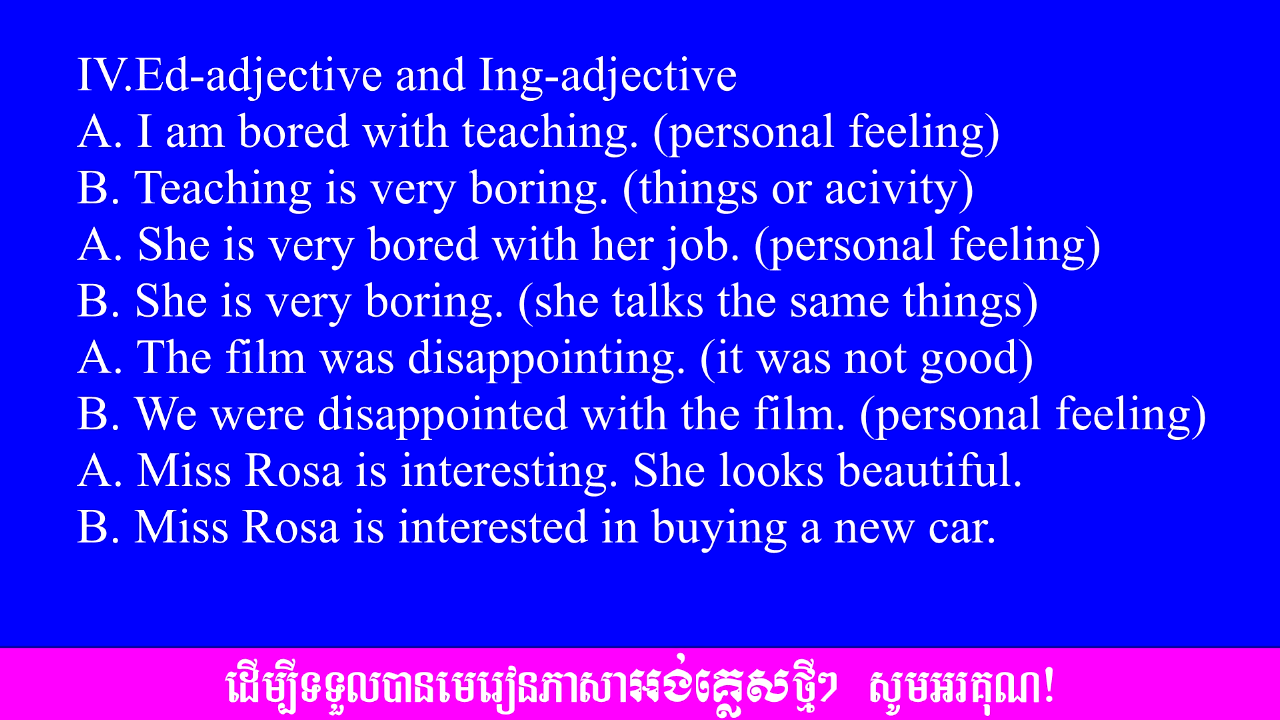 IV.Ed-adjective and Ing-adjective
A. I am bored with teaching. (personal feeling)
B. Teaching is very boring. (things or acivity)
A. She is very bored with her job. (personal feeling)
B. She is very boring. (she talks the same things)
A. The film was disappointing. (it was not good)
B. We were disappointed with the film. (personal feeling)
A. Miss Rosa is interesting. She looks beautiful.
B. Miss Rosa is interested in buying a new car.
ដើម្បីទទួលបានមេរៀនភាសាអង់គ្លេសថ្មីៗ សូមអរគុណ!